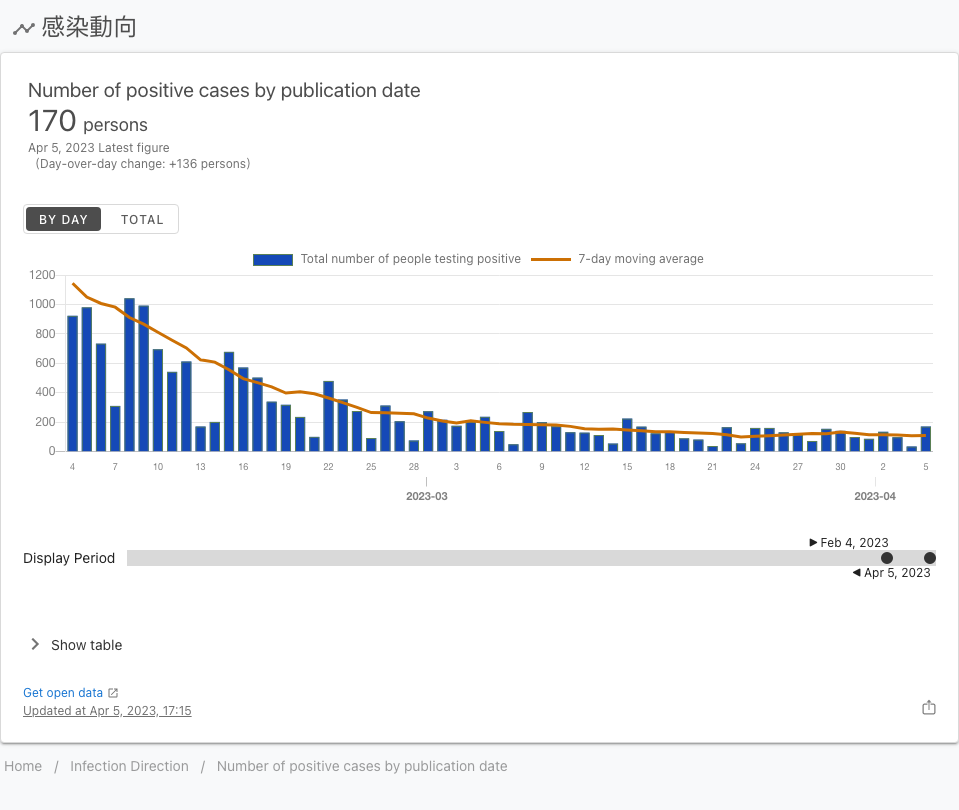 感染動向
Number of positive cases by publication date
170 persons
Apr 5, 2023 Latest figure
(Day-over-day change: +136 persons)
BY DAY TOTAL
Total number of people testing positive 7-day moving average
1200
1000
800
600
400
200
0
4 7 10 13 16 19 22 25 28 3 6 9 12 15 18 21 24 27 30 2 5
2023-03 2023-04
Feb 4, 2023
Display Period
Apr 5, 2023
Show table
Get open data
Updated at Apr 5, 2023, 17:15
Home / Infection Direction / Number of positive cases by publication date